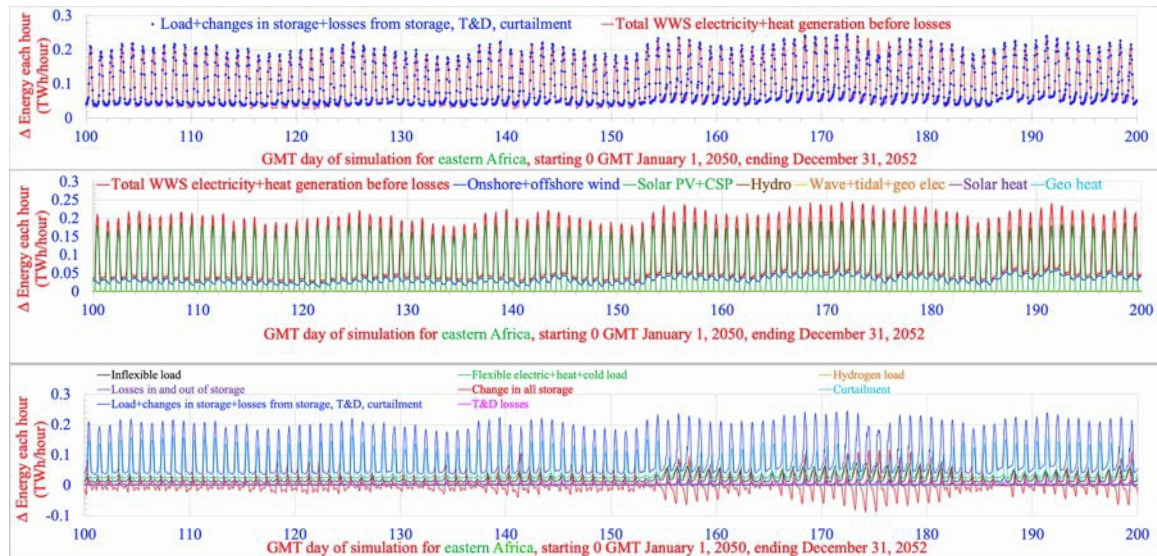 Load+changes in storage+losses from storage, T&D, curtailment Total WWS electricity+heat generation before losses
Δ Energy each hour
(TWh/hour)
0.3
0.2
0.1
0
100 110 120 130 140 150 160 170 180 190 200
GMT day of simulation for eastern Africa, starting 0 GMT January 1, 2050, ending December 31, 2052
Total WWS electricity+heat generation before losses Onshore+offshore wind Solar PV+CSP Hydro Wave+tidal+geo elec Solar heat Geo heat
Δ Energy each hour
(TWh/hour)
0.3
0.25
0.2
0.15
0.1
0.05
0
100 110 120 130 140 150 160 170 180 190 200
GMT day of simulation for eastern Africa, starting 0 GMT January 1, 2050, ending December 31, 2052
Inflexible load Flexible electric+heat+cold load Hydrogen load
Losses in and out of storage Change in all storage Curtailment
Load+changes in storage+losses from storage, T&D, curtailment T&D losses
Δ Energy each hour
(TWh/hour)
0.3
0.2
0.1
0
-0.1
100 110 120 130 140 150 160 170 180 190 200
GMT day of simulation for eastern Africa, starting 0 GMT January 1, 2050, ending December 31, 2052